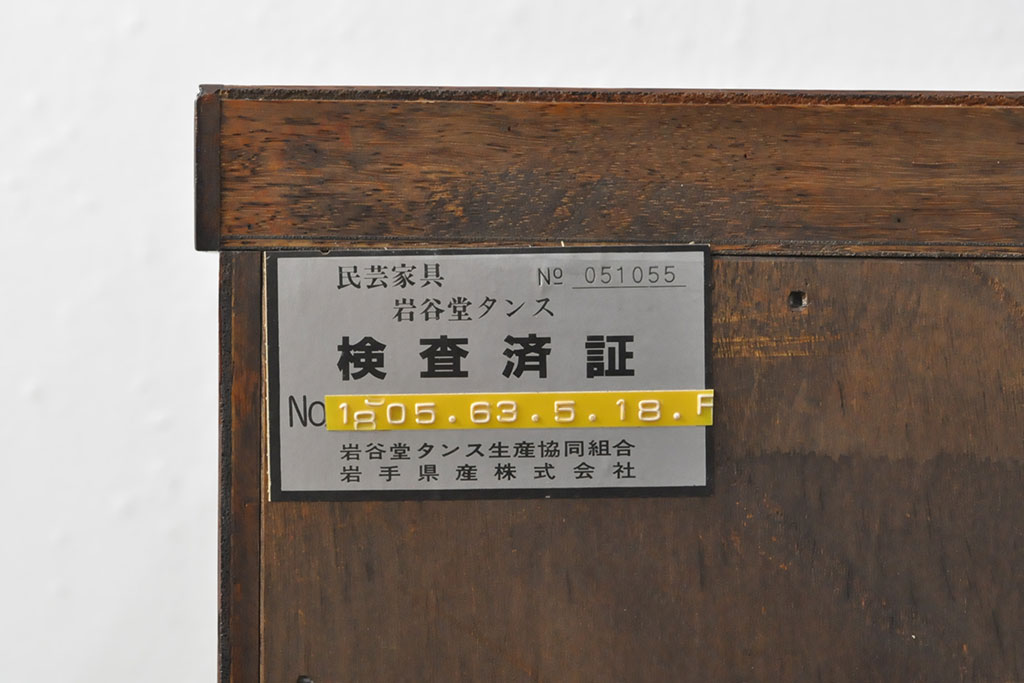 民芸家具 № 051055
岩谷堂タンス
検査済証
No. 1805.63.5.18.F
岩谷堂タンス生産協同組合
岩手県産株式会社